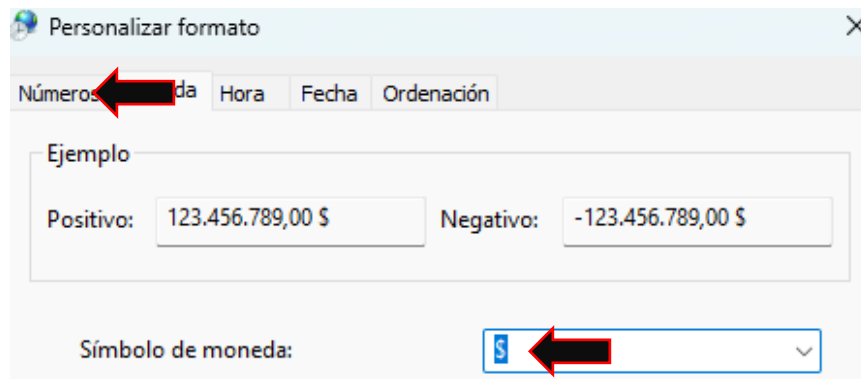 Personalizar formato
Números da Hora Fecha Ordenación
Ejemplo
Positivo: 123.456.789,00 $ Negativo: -123.456.789,00 $
Símbolo de moneda: $